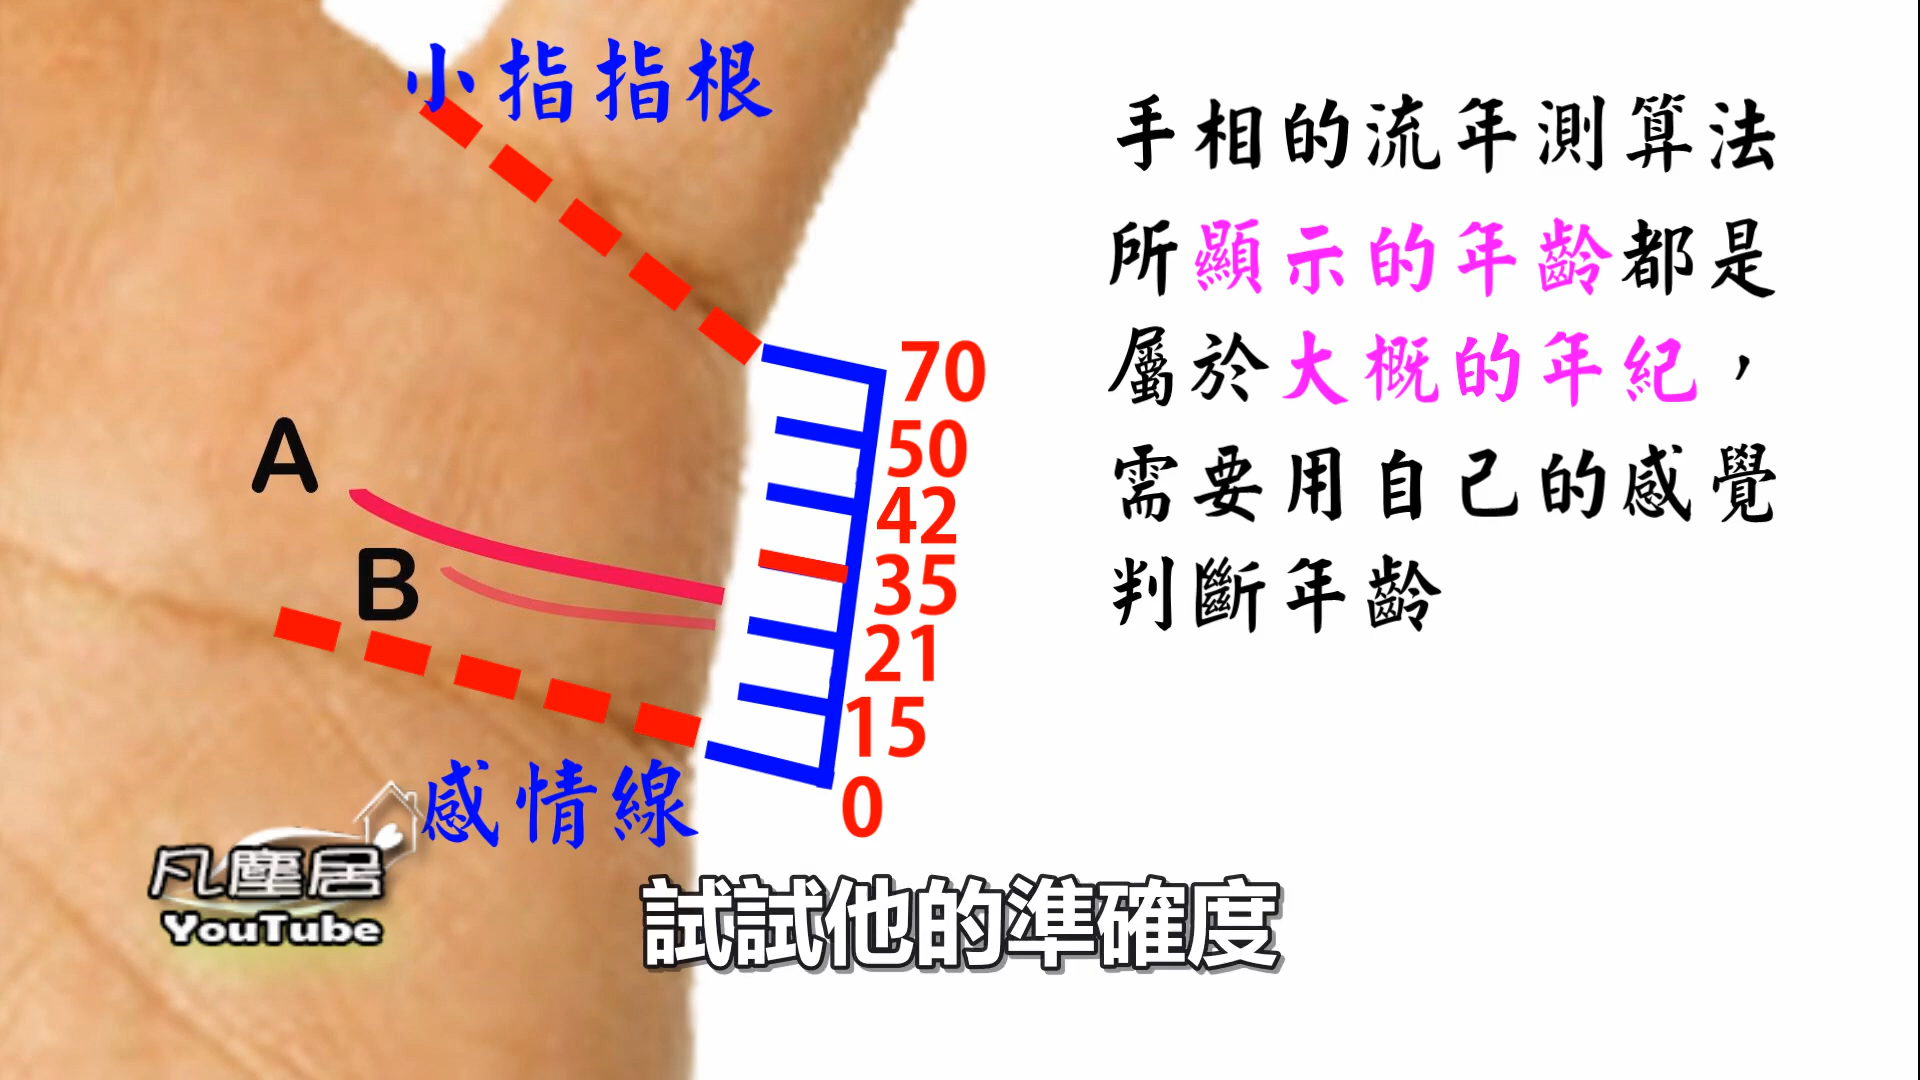 小指指根
手相的流年測算法
所顯示的年齡都是
屬於大概的年紀，
需要用自己的感覺
判斷年齡
70
50
42
35
21
15
0
A
B
感情線
凡塵居
YouTube
試試他的準確度